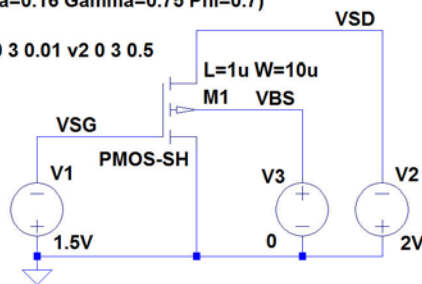 a=0.16 Gamma=0.75 Phi=0.7)
3 0.01 v2 0 3 0.5
VSD
L=1u W=10u
M1
VBS
VSG
PMOS-SH
V1
V3
V2
1.5V
0
2V